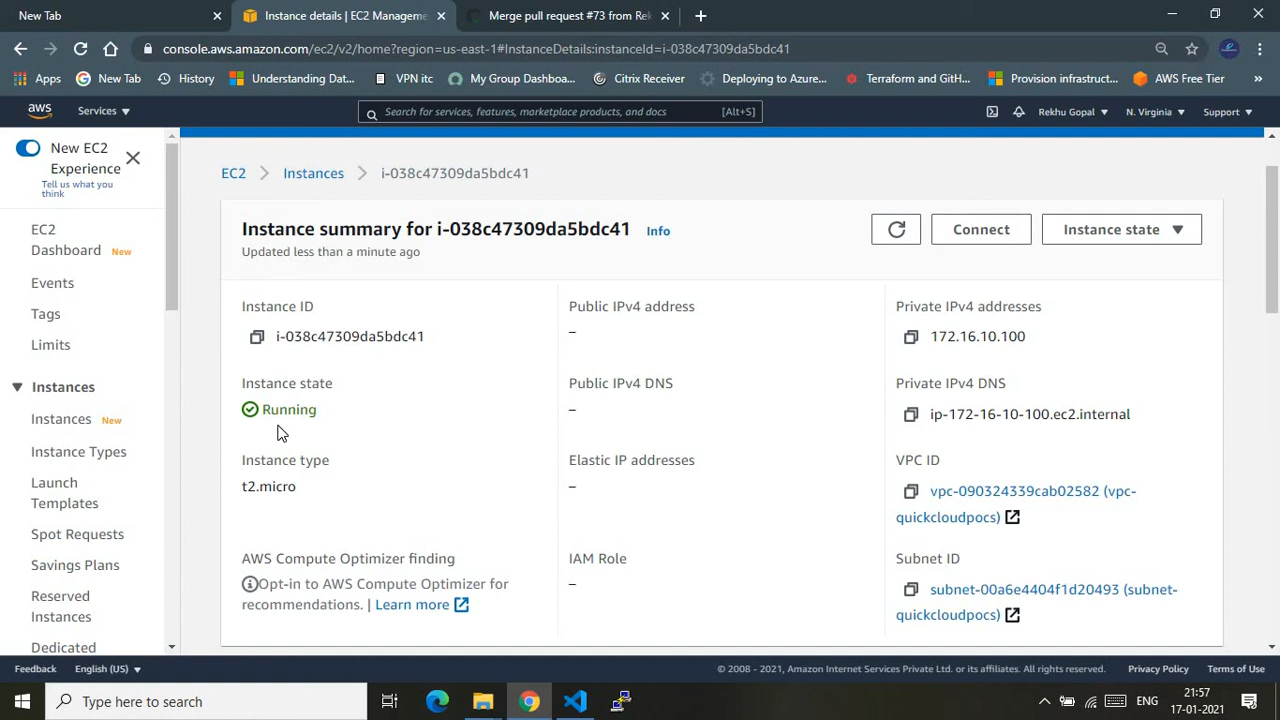 New Tab
Instance details | EC2 Manageme
Merge pull request #73 from Rek
console.aws.amazon.com/ec2/v2/home?region=us-east-1#InstanceDetails:instanceId=i-038c47309da5bdc41
Apps
New Tab
History
Understanding Dat...
VPN itc
My Group Dashboa...
Citrix Receiver
Deploying to Azure...
Terraform and GitH...
Provision infrastruct...
AWS Free Tier
»
aws
Services
Search for services, features, marketplace products, and docs
[Alt+S]
Rekhu Gopal
N. Virginia
Support
New EC2
Experience
Tell us what you
think
EC2
Dashboard New
Events
Tags
Limits
Instances
Instances New
Instance Types
Launch
Templates
Spot Requests
Savings Plans
Reserved
Instances
Dedicated
EC2 > Instances > i-038c47309da5bdc41
Instance summary for i-038c47309da5bdc41 Info
Updated less than a minute ago
Connect
Instance state
Instance ID
i-038c47309da5bdc41
Public IPv4 address
–
Private IPv4 addresses
172.16.10.100
Instance state
Running
Public IPv4 DNS
–
Private IPv4 DNS
ip-172-16-10-100.ec2.internal
Instance type
t2.micro
Elastic IP addresses
–
VPC ID
vpc-090324339cab02582 (vpc-
quickcloudpocs)
AWS Compute Optimizer finding
Opt-in to AWS Compute Optimizer for
recommendations. | Learn more
IAM Role
–
Subnet ID
subnet-00a6e4404f1d20493 (subnet-
quickcloudpocs)
Feedback
English (US)
© 2008 - 2021, Amazon Internet Services Private Ltd. or its affiliates. All rights reserved.
Privacy Policy
Terms of Use
Type here to search
ENG
21:57
17-01-2021